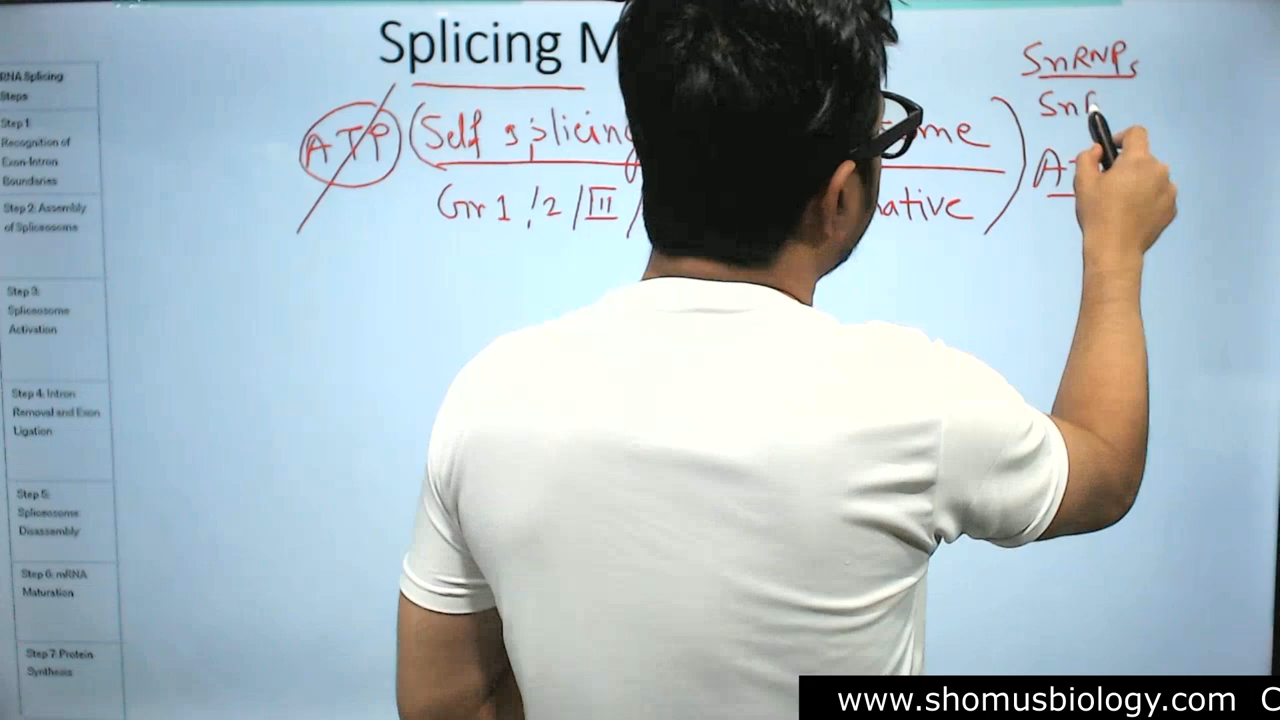 Splicing M
SnRNPs
Sn
ATP (Self splicing
ome)
A
Gr 1 / 2 / III /
native
RNA Splicing
Steps
Step 1:
Recognition of
Exon-Intron
Boundaries
Step 2: Assembly
of Spliceosome
Step 3:
Spliceosome
Activation
Step 4: Intron
Removal and Exon
Ligation
Step 5:
Spliceosome
Disassembly
Step 6: mRNA
Maturation
Step 7: Protein
Synthesis
www.shomusbiology.com C